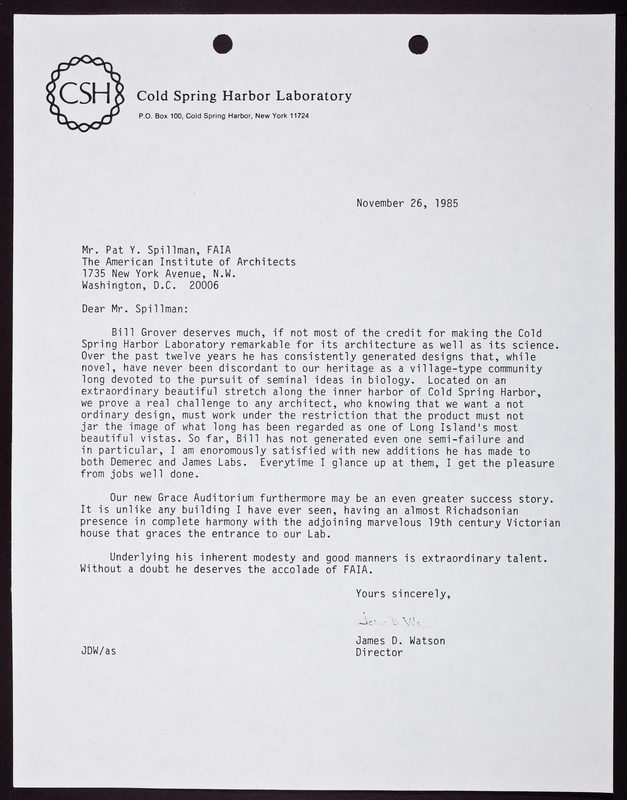 CSH
Cold Spring Harbor Laboratory
P.O. Box 100, Cold Spring Harbor, New York 11724
November 26, 1985
Mr. Pat Y. Spillman, FAIA
The American Institute of Architects
1735 New York Avenue, N.W.
Washington, D.C. 20006
Dear Mr. Spillman:
Bill Grover deserves much, if not most of the credit for making the Cold
Spring Harbor Laboratory remarkable for its architecture as well as its science.
Over the past twelve years he has consistently generated designs that, while
novel, have never been discordant to our heritage as a village-type community
long devoted to the pursuit of seminal ideas in biology. Located on an
extraordinary beautiful stretch along the inner harbor of Cold Spring Harbor,
we prove a real challenge to any architect, who knowing that we want a not
ordinary design, must work under the restriction that the product must not
jar the image of what long has been regarded as one of Long Island's most
beautiful vistas. So far, Bill has not generated even one semi-failure and
in particular, I am enoromously satisfied with new additions he has made to
both Demerec and James Labs. Everytime I glance up at them, I get the pleasure
from jobs well done.
Our new Grace Auditorium furthermore may be an even greater success story.
It is unlike any building I have ever seen, having an almost Richadsonian
presence in complete harmony with the adjoining marvelous 19th century Victorian
house that graces the entrance to our Lab.
Underlying his inherent modesty and good manners is extraordinary talent.
Without a doubt he deserves the accolade of FAIA.
Yours sincerely,
James D. Watson
JDW/as
Director